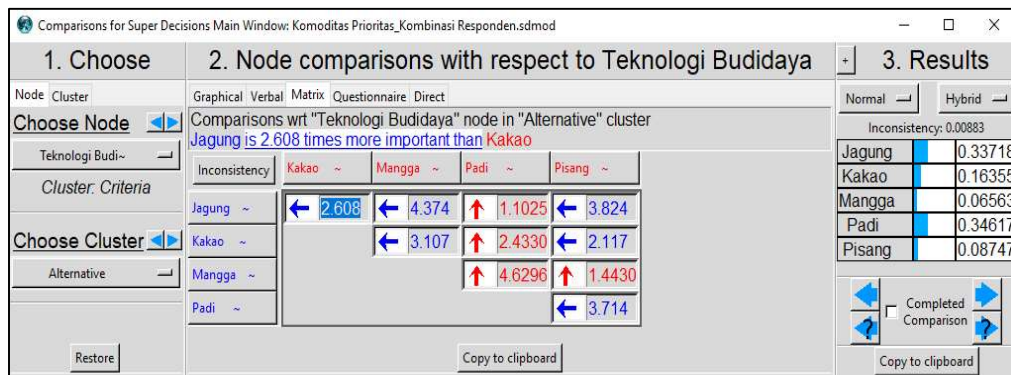 Comparisons for Super Decisions Main Window: Komoditas Prioritas_Kombinasi Responden.sdmod
1. Choose
Node Cluster
Choose Node
Teknologi Budi~
Cluster: Criteria
Choose Cluster
Alternative
Restore
2. Node comparisons with respect to Teknologi Budidaya
Graphical Verbal Matrix Questionnaire Direct
Comparisons wrt "Teknologi Budidaya" node in "Alternative" cluster
Jagung is 2.608 times more important than Kakao
Inconsistency Kakao ~ Mangga ~ Padi ~ Pisang ~
Jagung ~ 2.608 4.374 1.1025 3.824
Kakao ~ 3.107 2.4330 2.117
Mangga ~ 4.6296 1.4430
Padi ~ 3.714
Copy to clipboard
+ 3. Results
Normal Hybrid
Inconsistency: 0.00883
Jagung 0.33718
Kakao 0.16355
Mangga 0.06563
Padi 0.34617
Pisang 0.08747
Completed
Comparison
? ?
Copy to clipboard